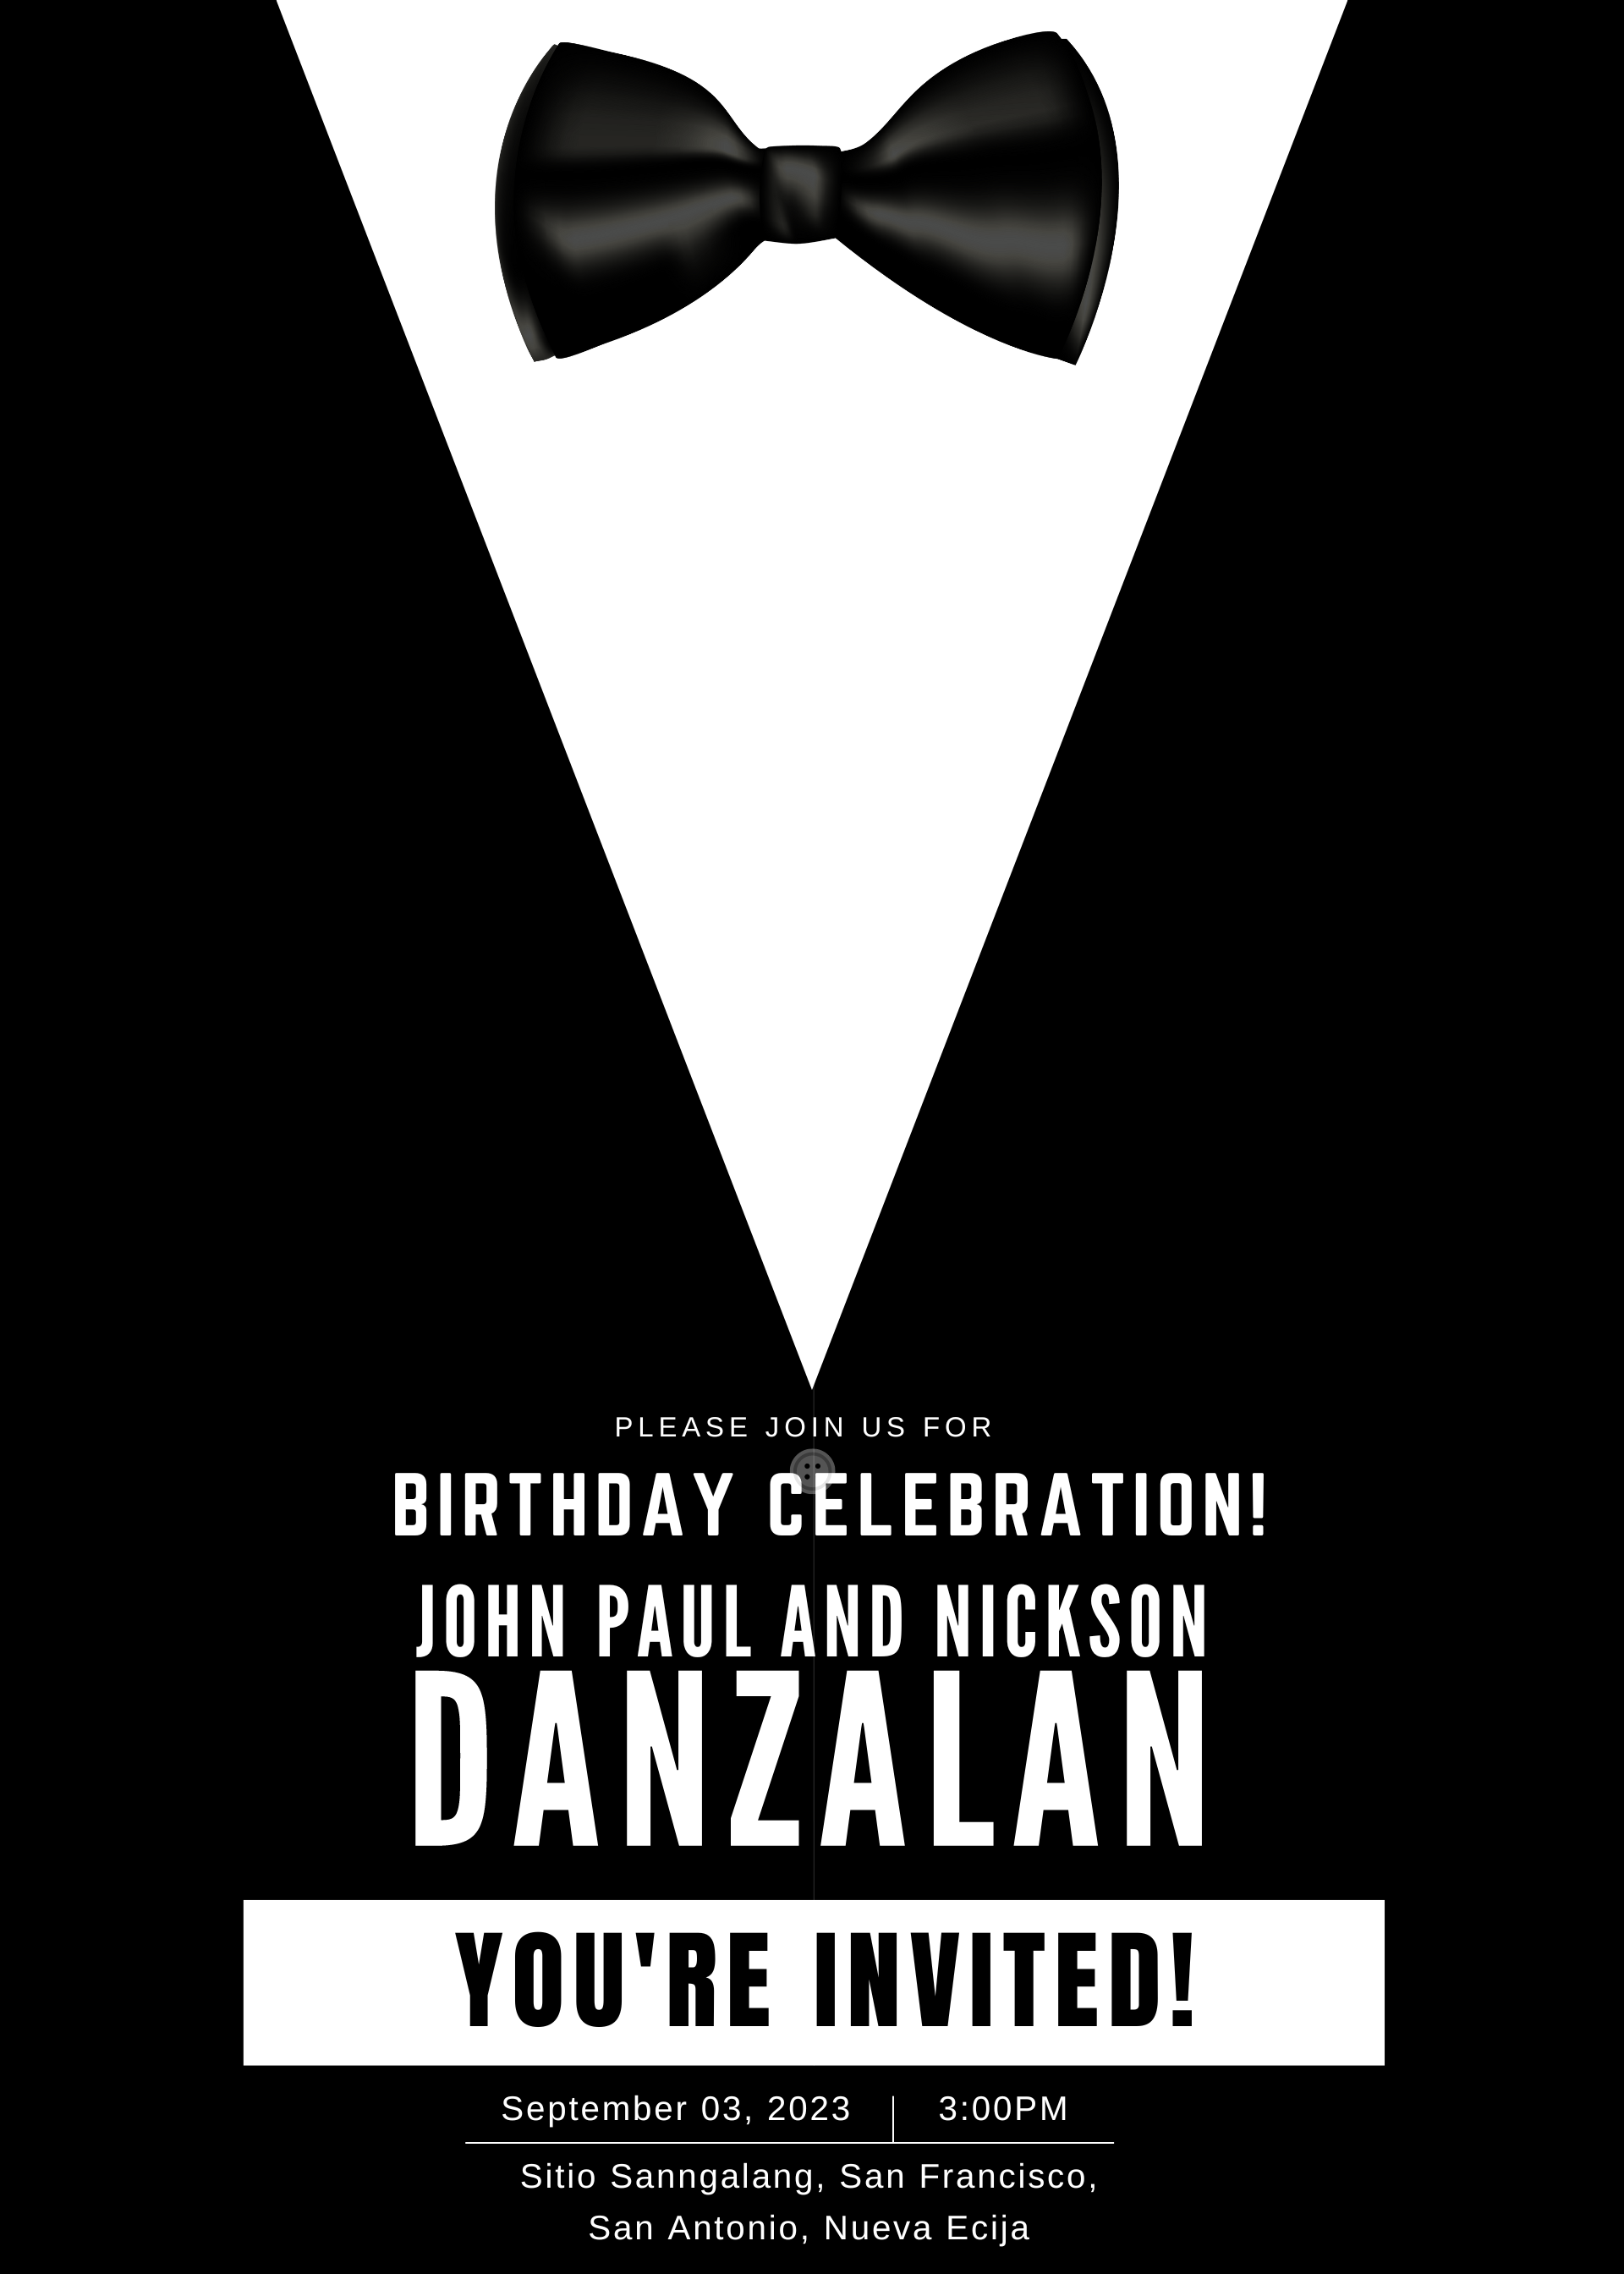 PLEASE JOIN US FOR
BIRTHDAY CELEBRATION!
JOHN PAUL AND NICKSON
DANZALAN
YOU'RE INVITED!
September 03, 2023 3:00PM
Sitio Sanngalang, San Francisco,
San Antonio, Nueva Ecija